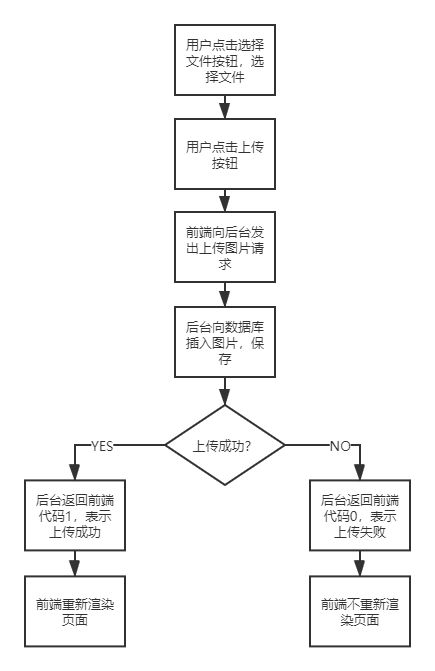 用户点击选择
文件按钮，选
择文件
用户点击上传
按钮
前端向后台发
出上传图片请
求
后台向数据库
插入图片，保
存
上传成功？
YES
NO
后台返回前端
代码1，表示
上传成功
后台返回前端
代码0，表示
上传失败
前端重新渲染
页面
前端不重新渲
染页面